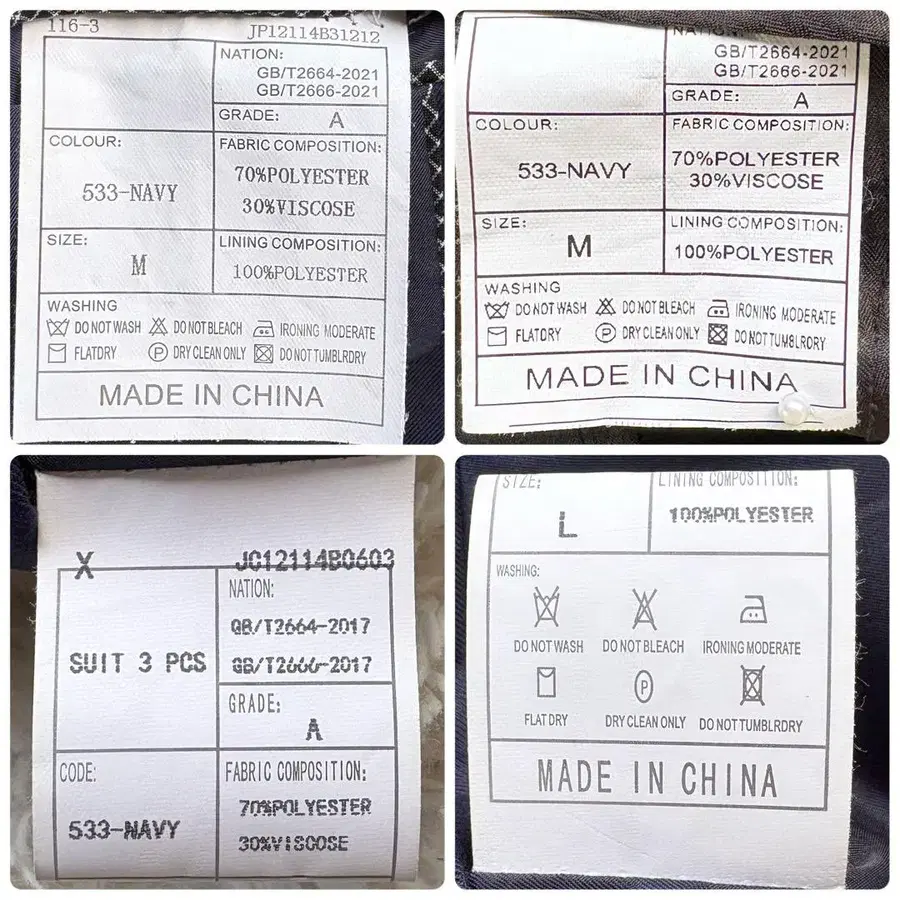 116-3 JP12114B31212
NATION:
GB/T2664-2021
GB/T2666-2021
GRADE: A
COLOUR:
533-NAVY
FABRIC COMPOSITION:
70%POLYESTER
30%VISCOSE
SIZE:
M
LINING COMPOSITION:
100%POLYESTER
WASHING
DO NOT WASH DO NOT BLEACH IRONING MODERATE
FLATDRY P DRY CLEAN ONLY DO NOT TUMBLRDRY
MADE IN CHINA
NATION:
GB/T2664-2021
GB/T2666-2021
GRADE: A
COLOUR:
533-NAVY
FABRIC COMPOSITION:
70%POLYESTER
30%VISCOSE
SIZE:
M
LINING COMPOSITION:
100%POLYESTER
WASHING
DO NOT WASH DO NOT BLEACH IRONING MODERATE
FLATDRY P DRY CLEAN ONLY DO NOT TUMBLRDRY
MADE IN CHINA
X JC12114B0603
SUIT 3 PCS
NATION:
GB/T2664-2017
GB/T2666-2017
GRADE:
A
CODE:
533-NAVY
FABRIC COMPOSITION:
70%POLYESTER
30%VISCOSE
SIZE:
L
LINING COMPOSITION:
100%POLYESTER
WASHING:
DO NOT WASH DO NOT BLEACH IRONING MODERATE
P
FLAT DRY DRY CLEAN ONLY DO NOT TUMBLRDRY
MADE IN CHINA